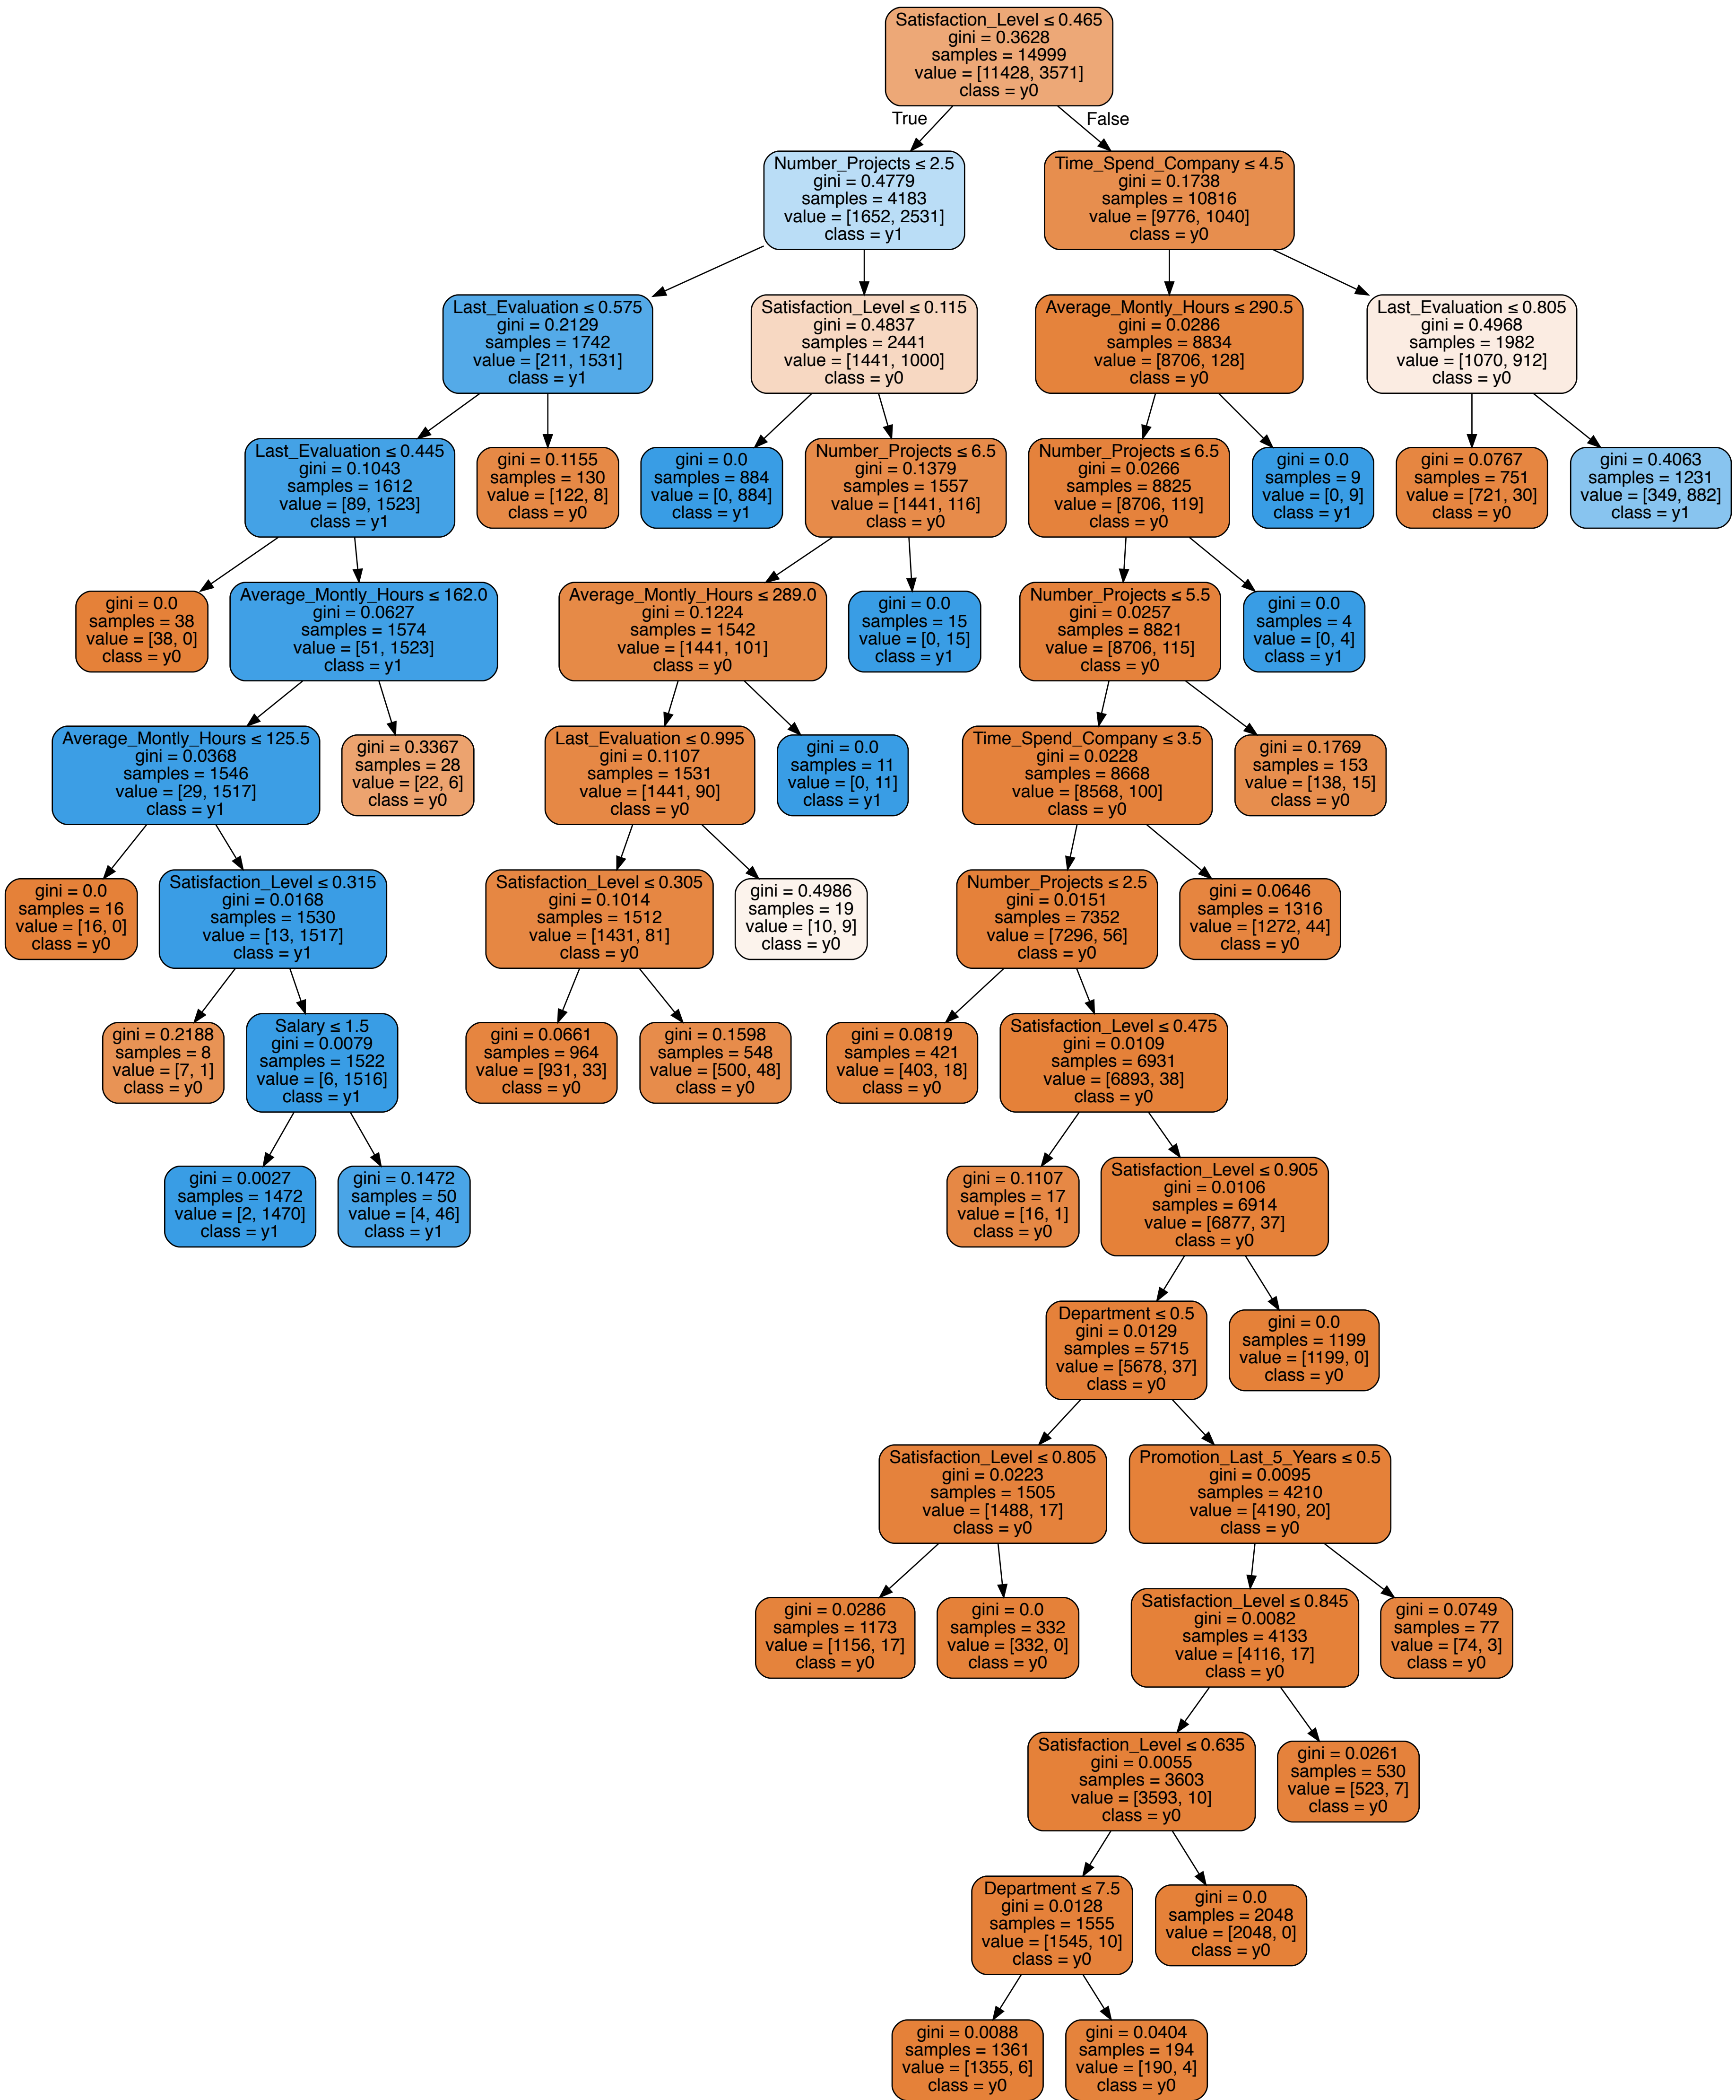 Satisfaction_Level ≤ 0.465
gini = 0.3628
samples = 14999
value = [11428, 3571]
class = y0
True
False
Number_Projects ≤ 2.5
gini = 0.4779
samples = 4183
value = [1652, 2531]
class = y1
Time_Spend_Company ≤ 4.5
gini = 0.1738
samples = 10816
value = [9776, 1040]
class = y0
Last_Evaluation ≤ 0.575
gini = 0.2129
samples = 1742
value = [211, 1531]
class = y1
Satisfaction_Level ≤ 0.115
gini = 0.4837
samples = 2441
value = [1441, 1000]
class = y0
Average_Montly_Hours ≤ 290.5
gini = 0.0286
samples = 8834
value = [8706, 128]
class = y0
Last_Evaluation ≤ 0.805
gini = 0.4968
samples = 1982
value = [1070, 912]
class = y0
Last_Evaluation ≤ 0.445
gini = 0.1043
samples = 1612
value = [89, 1523]
class = y1
gini = 0.1155
samples = 130
value = [122, 8]
class = y0
gini = 0.0
samples = 884
value = [0, 884]
class = y1
Number_Projects ≤ 6.5
gini = 0.1379
samples = 1557
value = [1441, 116]
class = y0
Number_Projects ≤ 6.5
gini = 0.0266
samples = 8825
value = [8706, 119]
class = y0
gini = 0.0
samples = 9
value = [0, 9]
class = y1
gini = 0.0767
samples = 751
value = [721, 30]
class = y0
gini = 0.4063
samples = 1231
value = [349, 882]
class = y1
gini = 0.0
samples = 38
value = [38, 0]
class = y0
Average_Montly_Hours ≤ 162.0
gini = 0.0627
samples = 1574
value = [51, 1523]
class = y1
Average_Montly_Hours ≤ 289.0
gini = 0.1224
samples = 1542
value = [1441, 101]
class = y0
gini = 0.0
samples = 15
value = [0, 15]
class = y1
Number_Projects ≤ 5.5
gini = 0.0257
samples = 8821
value = [8706, 115]
class = y0
gini = 0.0
samples = 4
value = [0, 4]
class = y1
Average_Montly_Hours ≤ 125.5
gini = 0.0368
samples = 1546
value = [29, 1517]
class = y1
gini = 0.3367
samples = 28
value = [22, 6]
class = y0
Last_Evaluation ≤ 0.995
gini = 0.1107
samples = 1531
value = [1441, 90]
class = y0
gini = 0.0
samples = 11
value = [0, 11]
class = y1
Time_Spend_Company ≤ 3.5
gini = 0.0228
samples = 8668
value = [8568, 100]
class = y0
gini = 0.1769
samples = 153
value = [138, 15]
class = y0
gini = 0.0
samples = 16
value = [16, 0]
class = y0
Satisfaction_Level ≤ 0.315
gini = 0.0168
samples = 1530
value = [13, 1517]
class = y1
Satisfaction_Level ≤ 0.305
gini = 0.1014
samples = 1512
value = [1431, 81]
class = y0
gini = 0.4986
samples = 19
value = [10, 9]
class = y0
Number_Projects ≤ 2.5
gini = 0.0151
samples = 7352
value = [7296, 56]
class = y0
gini = 0.0646
samples = 1316
value = [1272, 44]
class = y0
gini = 0.2188
samples = 8
value = [7, 1]
class = y0
Salary ≤ 1.5
gini = 0.0079
samples = 1522
value = [6, 1516]
class = y1
gini = 0.0661
samples = 964
value = [931, 33]
class = y0
gini = 0.1598
samples = 548
value = [500, 48]
class = y0
gini = 0.0819
samples = 421
value = [403, 18]
class = y0
Satisfaction_Level ≤ 0.475
gini = 0.0109
samples = 6931
value = [6893, 38]
class = y0
gini = 0.0027
samples = 1472
value = [2, 1470]
class = y1
gini = 0.1472
samples = 50
value = [4, 46]
class = y1
gini = 0.1107
samples = 17
value = [16, 1]
class = y0
Satisfaction_Level ≤ 0.905
gini = 0.0106
samples = 6914
value = [6877, 37]
class = y0
Department ≤ 0.5
gini = 0.0129
samples = 5715
value = [5678, 37]
class = y0
gini = 0.0
samples = 1199
value = [1199, 0]
class = y0
Satisfaction_Level ≤ 0.805
gini = 0.0223
samples = 1505
value = [1488, 17]
class = y0
Promotion_Last_5_Years ≤ 0.5
gini = 0.0095
samples = 4210
value = [4190, 20]
class = y0
gini = 0.0286
samples = 1173
value = [1156, 17]
class = y0
gini = 0.0
samples = 332
value = [332, 0]
class = y0
Satisfaction_Level ≤ 0.845
gini = 0.0082
samples = 4133
value = [4116, 17]
class = y0
gini = 0.0749
samples = 77
value = [74, 3]
class = y0
Satisfaction_Level ≤ 0.635
gini = 0.0055
samples = 3603
value = [3593, 10]
class = y0
gini = 0.0261
samples = 530
value = [523, 7]
class = y0
Department ≤ 7.5
gini = 0.0128
samples = 1555
value = [1545, 10]
class = y0
gini = 0.0
samples = 2048
value = [2048, 0]
class = y0
gini = 0.0088
samples = 1361
value = [1355, 6]
class = y0
gini = 0.0404
samples = 194
value = [190, 4]
class = y0